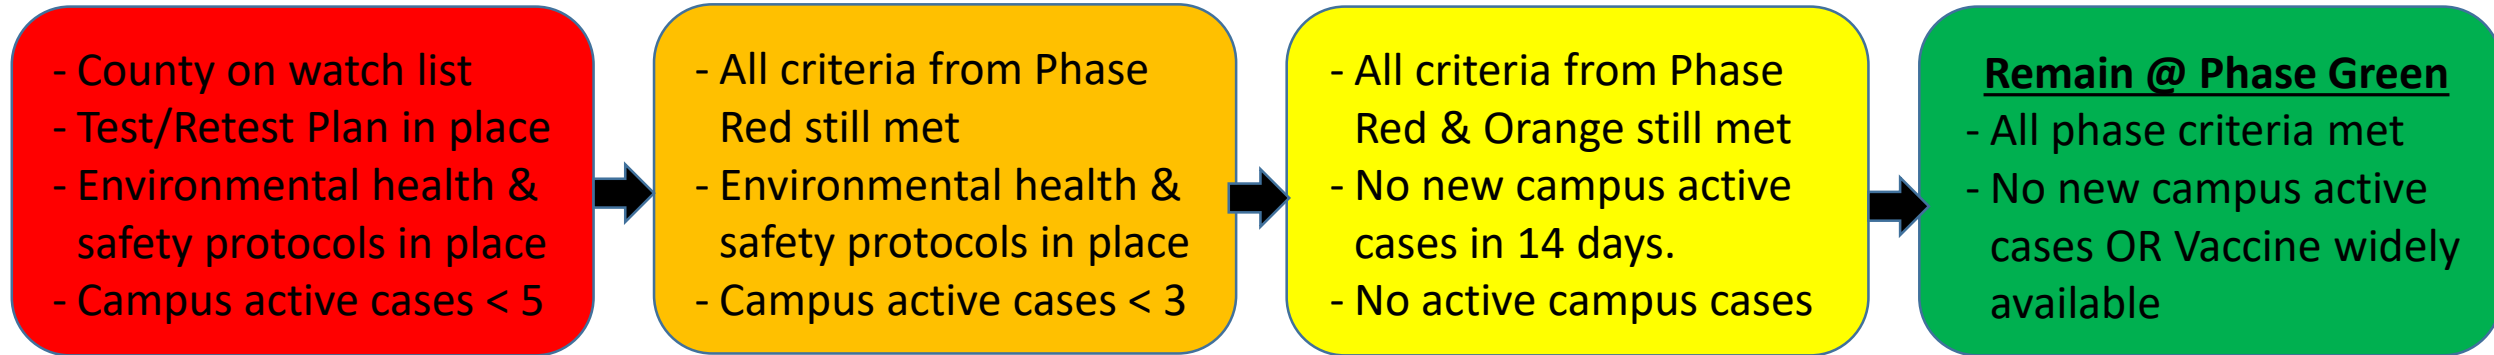 - County on watch list
- Test/Retest Plan in place
- Environmental health &
safety protocols in place
- Campus active cases < 5
- All criteria from Phase
Red still met
- Environmental health &
safety protocols in place
- Campus active cases < 3
- All criteria from Phase
Red & Orange still met
- No new campus active
cases in 14 days.
- No active campus cases
Remain @ Phase Green
- All phase criteria met
- No new campus active
cases OR Vaccine widely
available